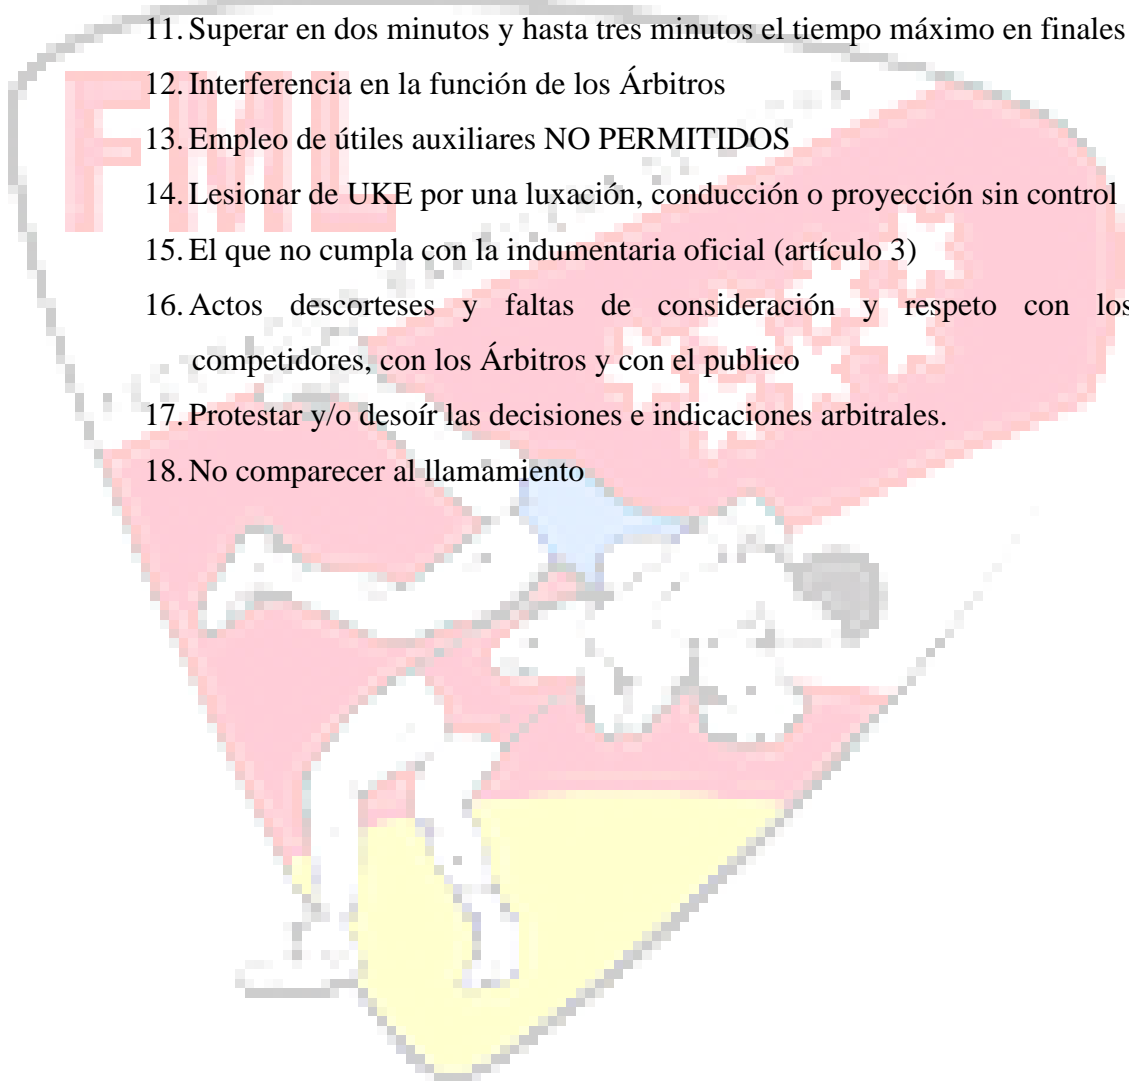 11. Superar en dos minutos y hasta tres minutos el tiempo máximo en finales
FML
12. Interferencia en la función de los Árbitros
13. Empleo de útiles auxiliares NO PERMITIDOS
14. Lesionar de UKE por una luxación, conducción o proyección sin control
15. El que no cumpla con la indumentaria oficial (artículo 3)
16. Actos descorteses y faltas de consideración y respeto con los
competidores, con los Árbitros y con el publico
17. Protestar y/o desoír las decisiones e indicaciones arbitrales.
18. No comparecer al llamamiento